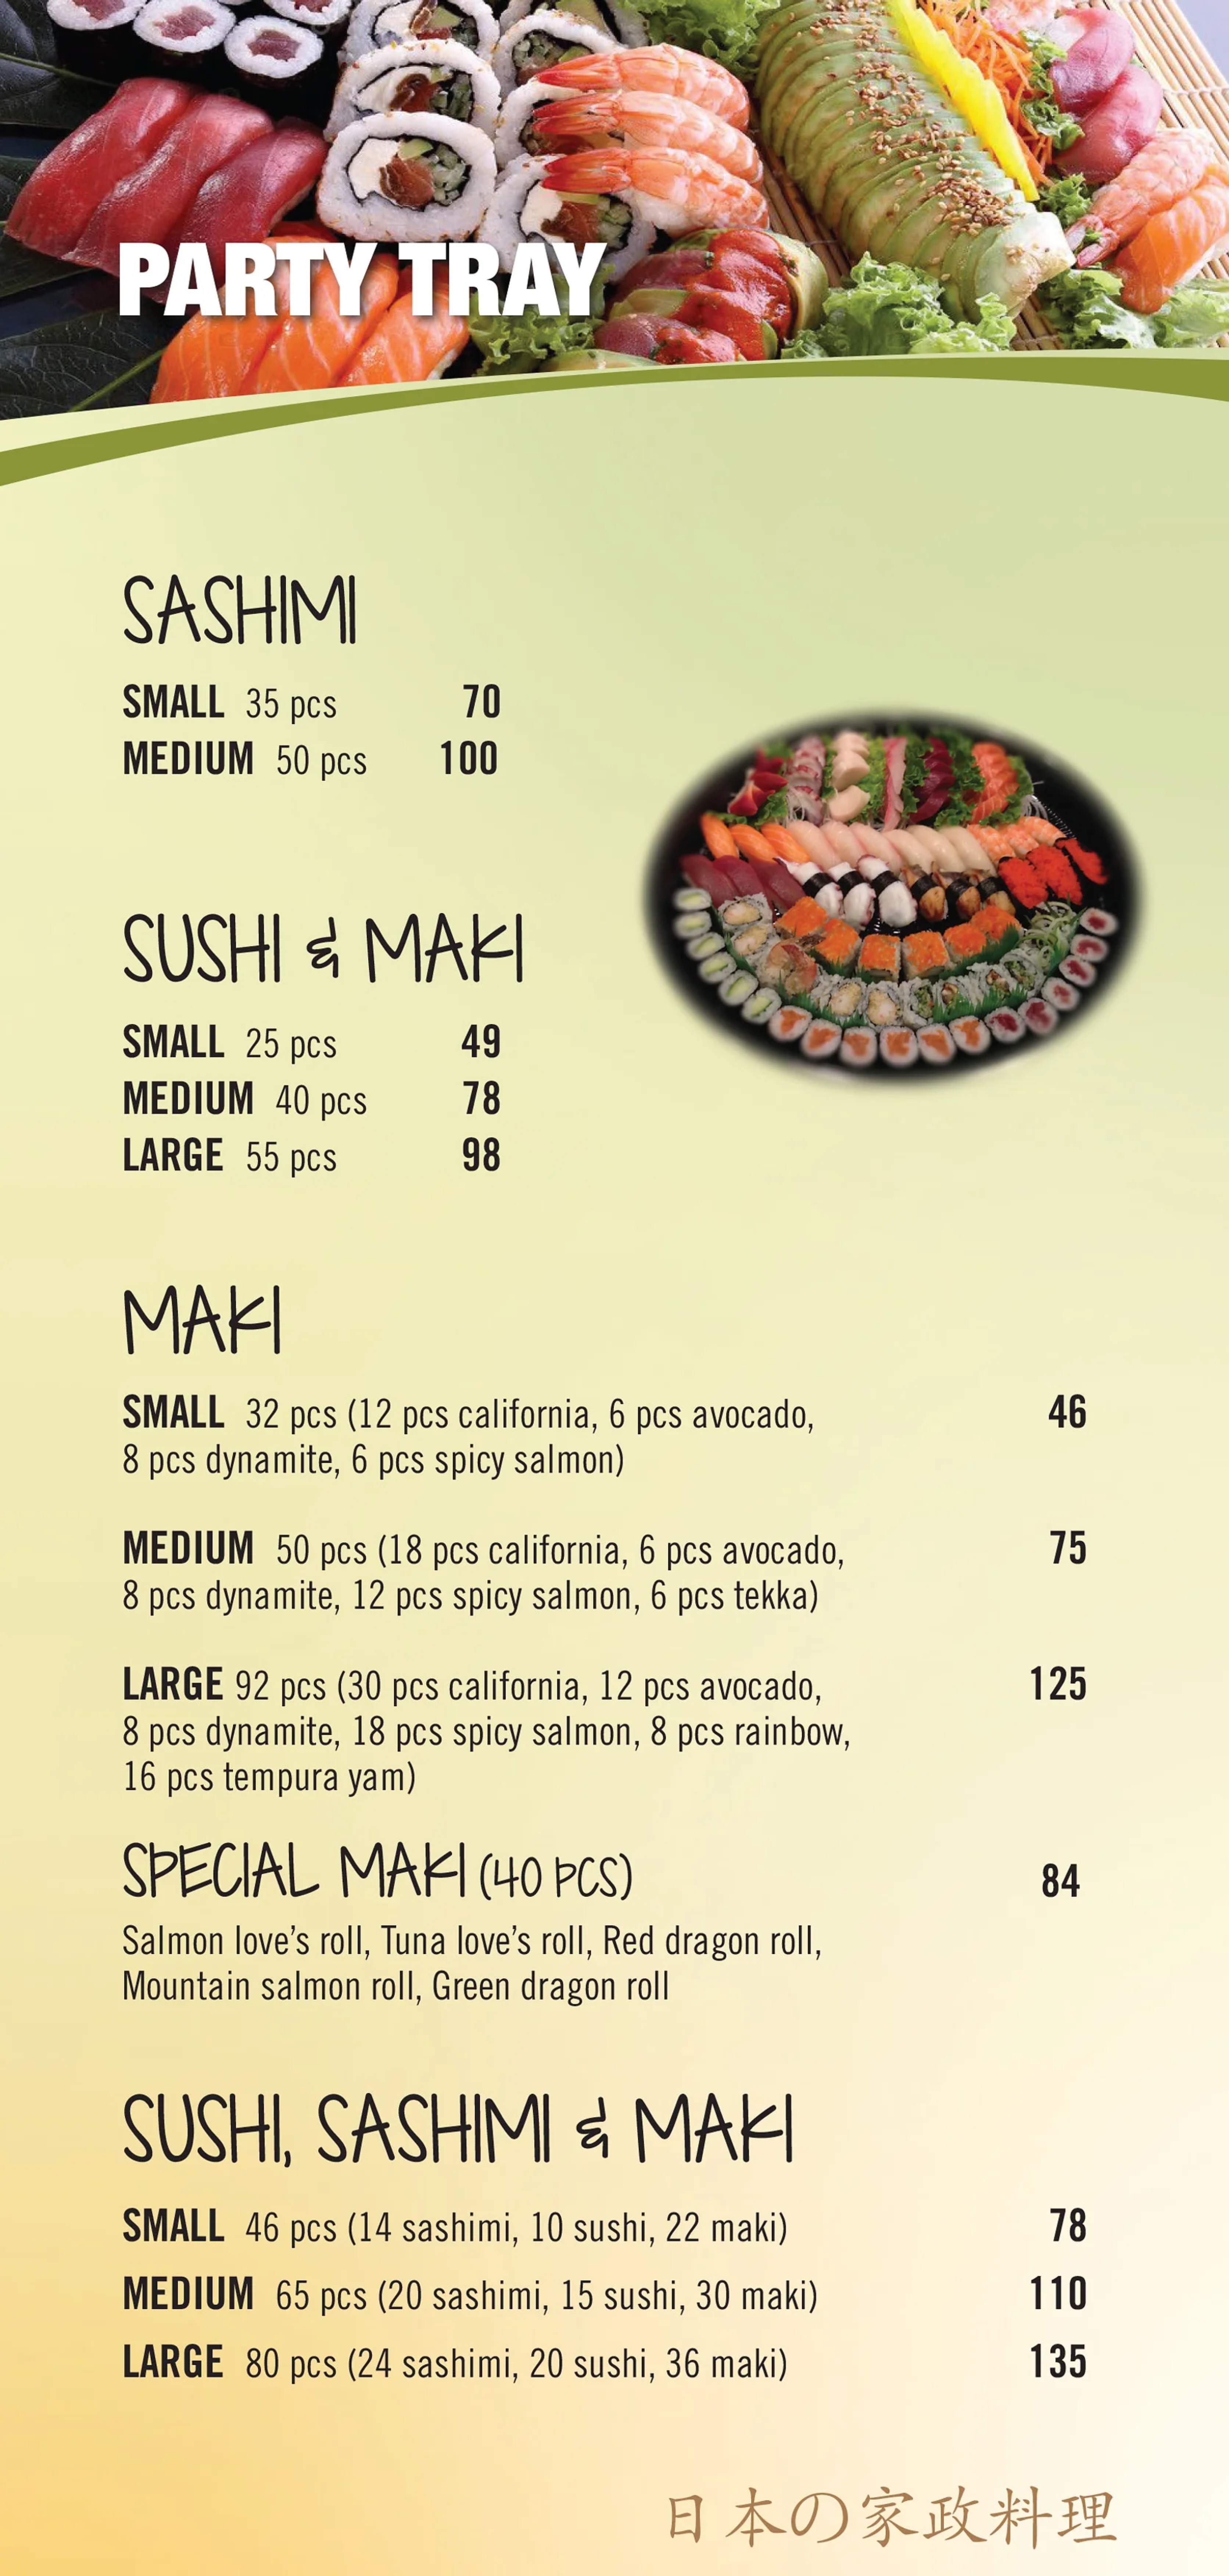 PARTY TRAY
SASHIMI
SMALL 35 pcs 70
MEDIUM 50 pcs 100
SUSHI & MAKI
SMALL 25 pcs 49
MEDIUM 40 pcs 78
LARGE 55 pcs 98
MAKI
SMALL 32 pcs (12 pcs california, 6 pcs avocado, 46
8 pcs dynamite, 6 pcs spicy salmon)
MEDIUM 50 pcs (18 pcs california, 6 pcs avocado, 75
8 pcs dynamite, 12 pcs spicy salmon, 6 pcs tekka)
LARGE 92 pcs (30 pcs california, 12 pcs avocado, 125
8 pcs dynamite, 18 pcs spicy salmon, 8 pcs rainbow,
16 pcs tempura yam)
SPECIAL MAKI (40 PCS) 84
Salmon love's roll, Tuna love's roll, Red dragon roll,
Mountain salmon roll, Green dragon roll
SUSHI, SASHIMI & MAKI
SMALL 46 pcs (14 sashimi, 10 sushi, 22 maki) 78
MEDIUM 65 pcs (20 sashimi, 15 sushi, 30 maki) 110
LARGE 80 pcs (24 sashimi, 20 sushi, 36 maki) 135
日本の家政料理